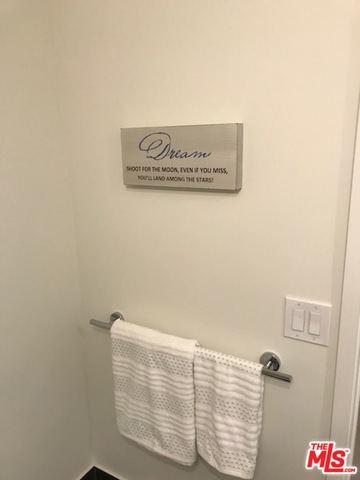 Dream
SHOOT FOR THE MOON, EVEN IF YOU MISS,
YOU'LL LAND AMONG THE STARS!
THE
MLS